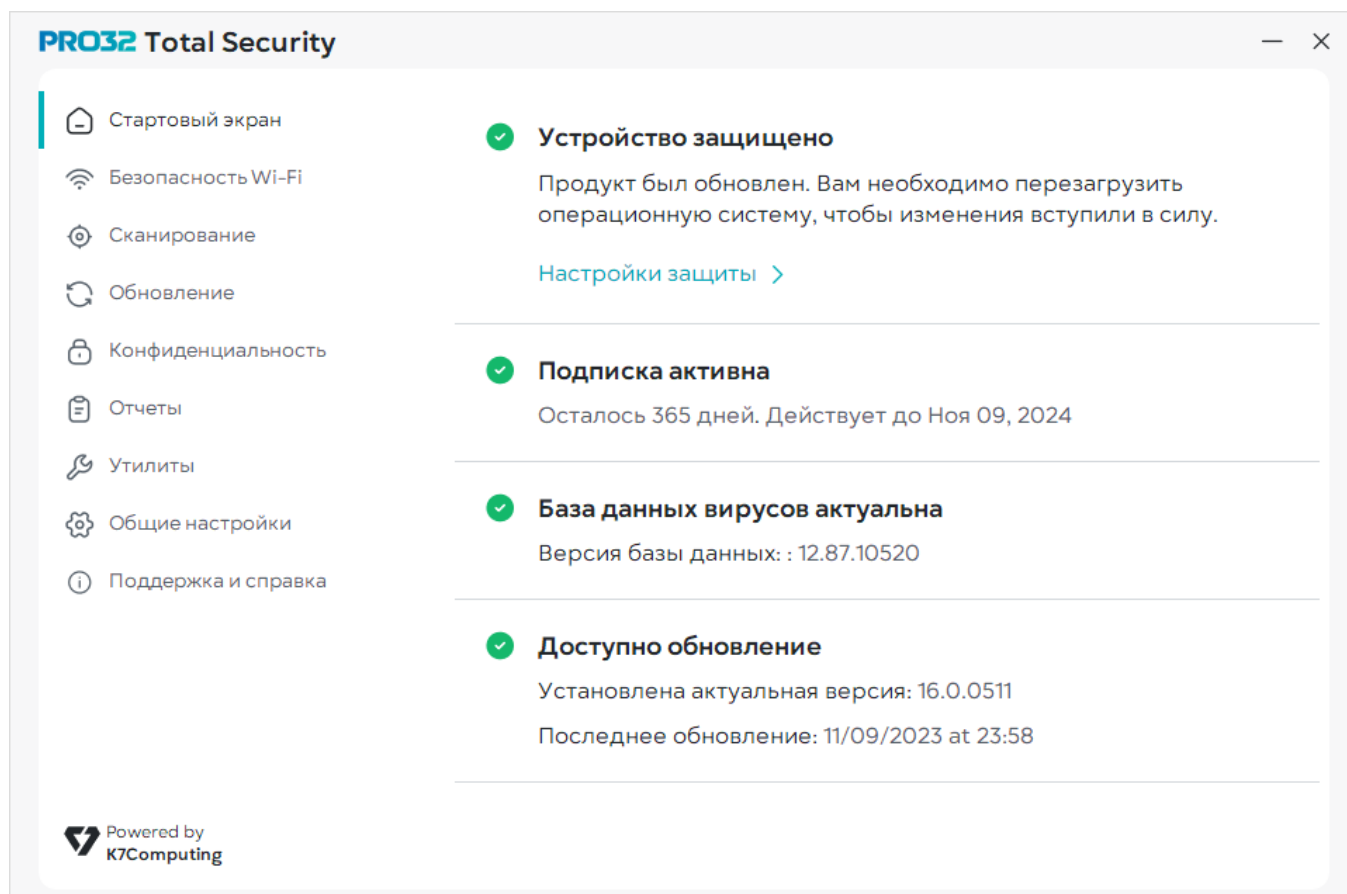 PRO32 Total Security
Стартовый экран
Безопасность Wi-Fi
Сканирование
Обновление
Конфиденциальность
Отчеты
Утилиты
Общие настройки
Поддержка и справка
Powered by
K7Computing
Устройство защищено
Продукт был обновлен. Вам необходимо перезагрузить
операционную систему, чтобы изменения вступили в силу.
Настройки защиты
Подписка активна
Осталось 365 дней. Действует до Ноя 09, 2024
База данных вирусов актуальна
Версия базы данных: : 12.87.10520
Доступно обновление
Установлена актуальная версия: 16.0.0511
Последнее обновление: 11/09/2023 at 23:58